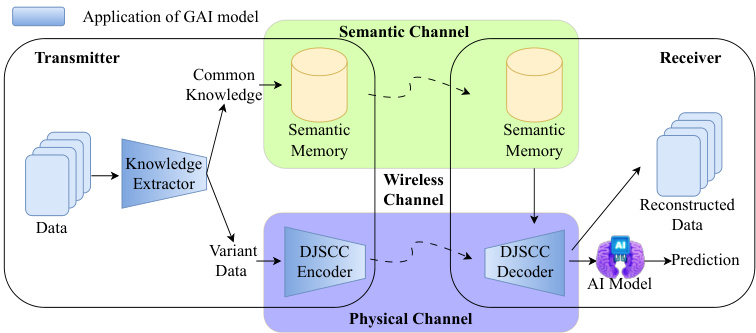 Application of GAI model
Semantic Channel
Transmitter
Receiver
Common
Knowledge
Semantic
Memory
Semantic
Memory
Knowledge
Extractor
Data
Wireless
Channel
Reconstructed
Data
Variant
Data
DJSCC
Encoder
DJSCC
Decoder
AI
AI Model
Prediction
Physical Channel